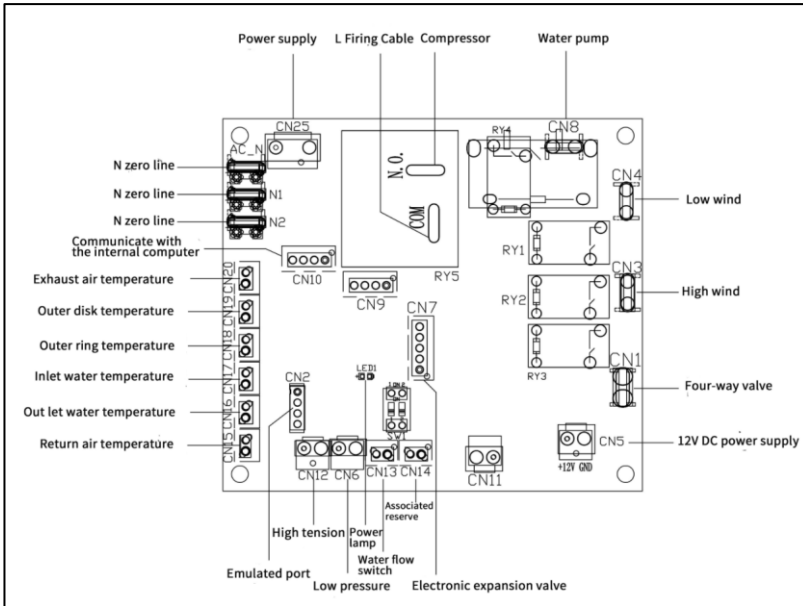 Power supply
L Firing Cable
Compressor
Water pump
CN25
RY4
CN8
AC_N
N zero line
N.O.
CN4
N zero line
N1
Low wind
N zero line
N2
COM
Communicate with
the internal computer
RY1
CN10
RY5
CN20
Exhaust air temperature
CN9
CN3
High wind
CN19
Outer disk temperature
RY2
CN7
CN18
Outer ring temperature
CN17
Inlet water temperature
LED1
RY3
CN1
CN2
1 ON 2
Four-way valve
CN16
Out let water temperature
SW1
CN15
Return air temperature
CN5
12V DC power supply
+12V GND
CN12
CN6
CN13
CN14
CN11
Associated
reserve
High tension
Power
lamp
Water flow
switch
Emulated port
Low pressure
Electronic expansion valve